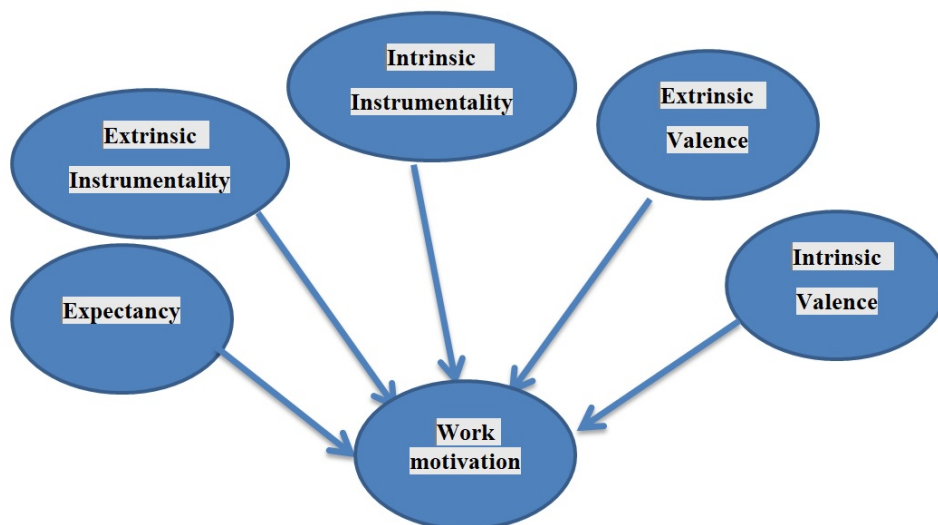 Intrinsic
Instrumentality
Extrinsic
Valence
Extrinsic
Instrumentality
Intrinsic
Valence
Expectancy
Work
motivation